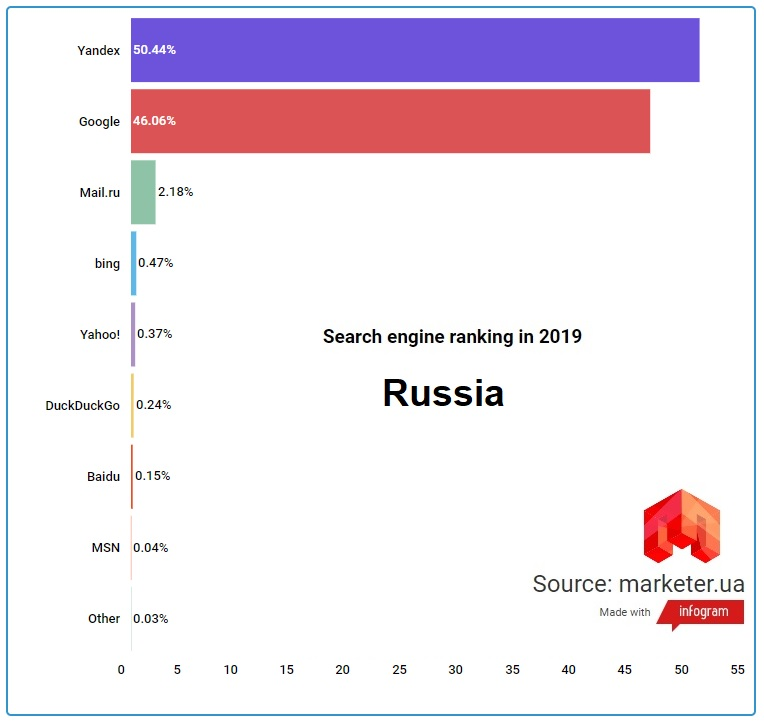 Yandex 50.44%
Google 46.06%
Mail.ru 2.18%
bing 0.47%
Yahoo! 0.37%
Search engine ranking in 2019
Russia
DuckDuckGo 0.24%
Baidu 0.15%
MSN 0.04%
Source: marketer.ua
Made with infogram
Other 0.03%
0 5 10 15 20 25 30 35 40 45 50 55